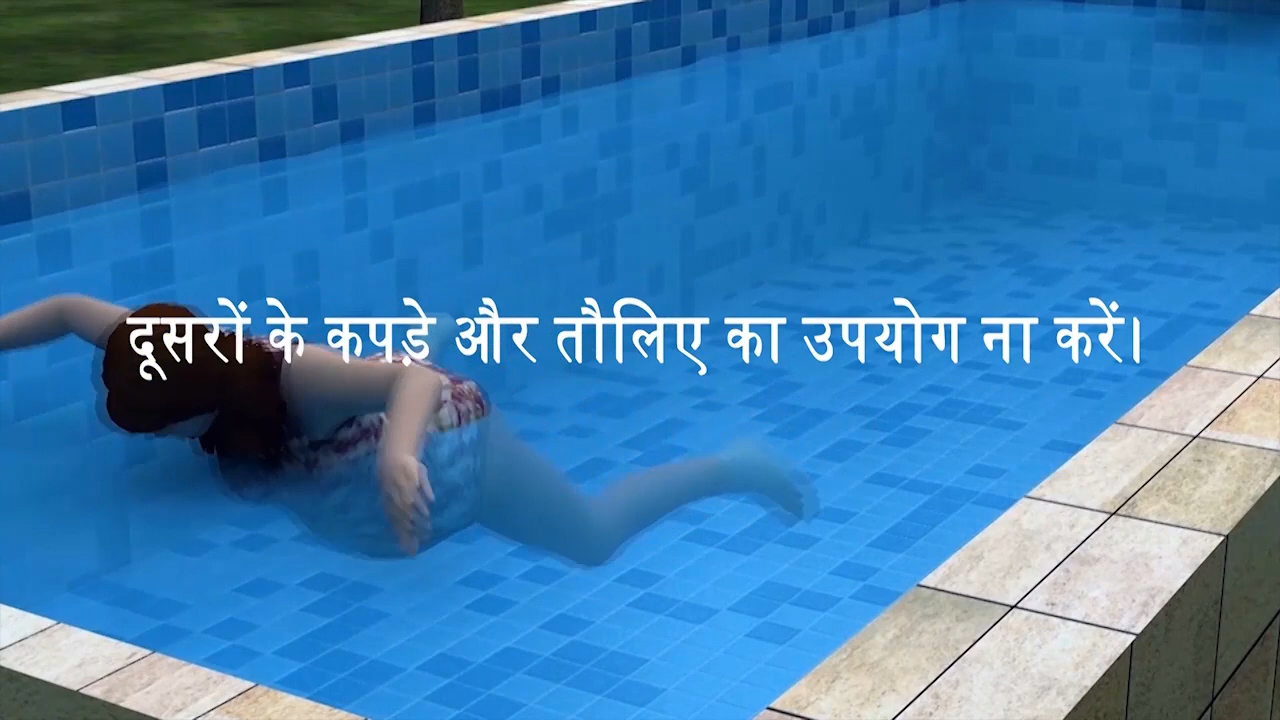 दूसरों के कपड़े और तौलिए का उपयोग ना करें।